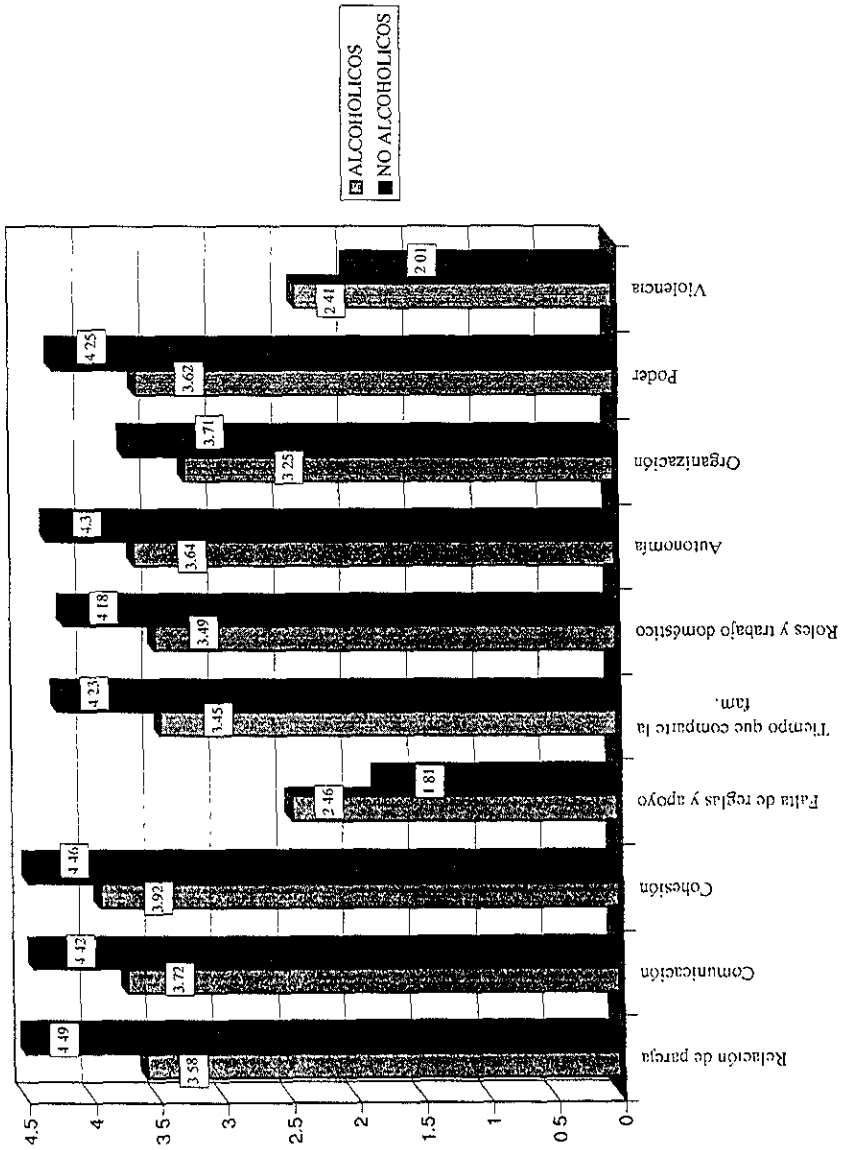 ALCOHOLICOS
NO ALCOHOLICOS
4.5
4
3.5
3
2.5
2
1.5
1
0 5
0
4 49
3 58
4 42
3.72
4 46
3.92
1 81
2 46
4 23
3.45
4 18
3.49
4.3
3.64
3.71
3 25
4 25
3.62
2 01
2 41
Relación de pareja
Comunicación
Cohesión
Falta de reglas y apoyo
Tiempo que comparte la
fam.
Roles y trabajo doméstico
Autonomía
Organización
Poder
Violencia